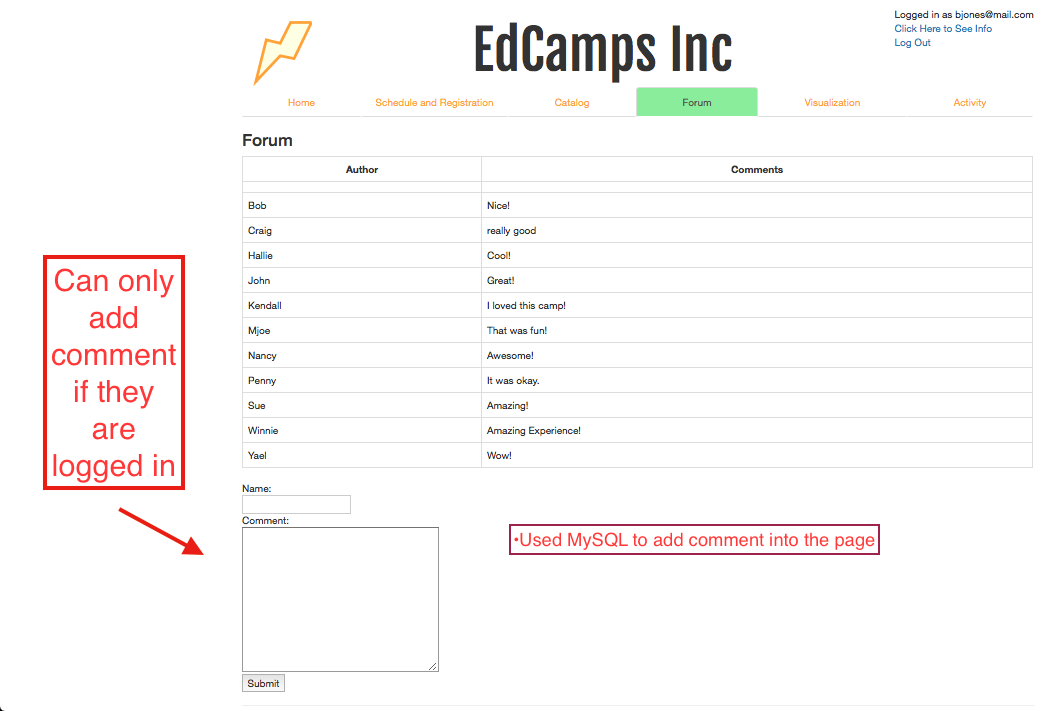 Logged in as bjones@mail.com
Click Here to See Info
Log Out
EdCamps Inc
Home Schedule and Registration Catalog Forum Visualization Activity
Forum
Author Comments
Bob Nice!
Craig really good
Hallie Cool!
John Great!
Kendall I loved this camp!
Mjoe That was fun!
Nancy Awesome!
Penny It was okay.
Sue Amazing!
Winnie Amazing Experience!
Yael Wow!
Can only
add
comment
if they
are
logged in
Name:
Comment:
•Used MySQL to add comment into the page
Submit